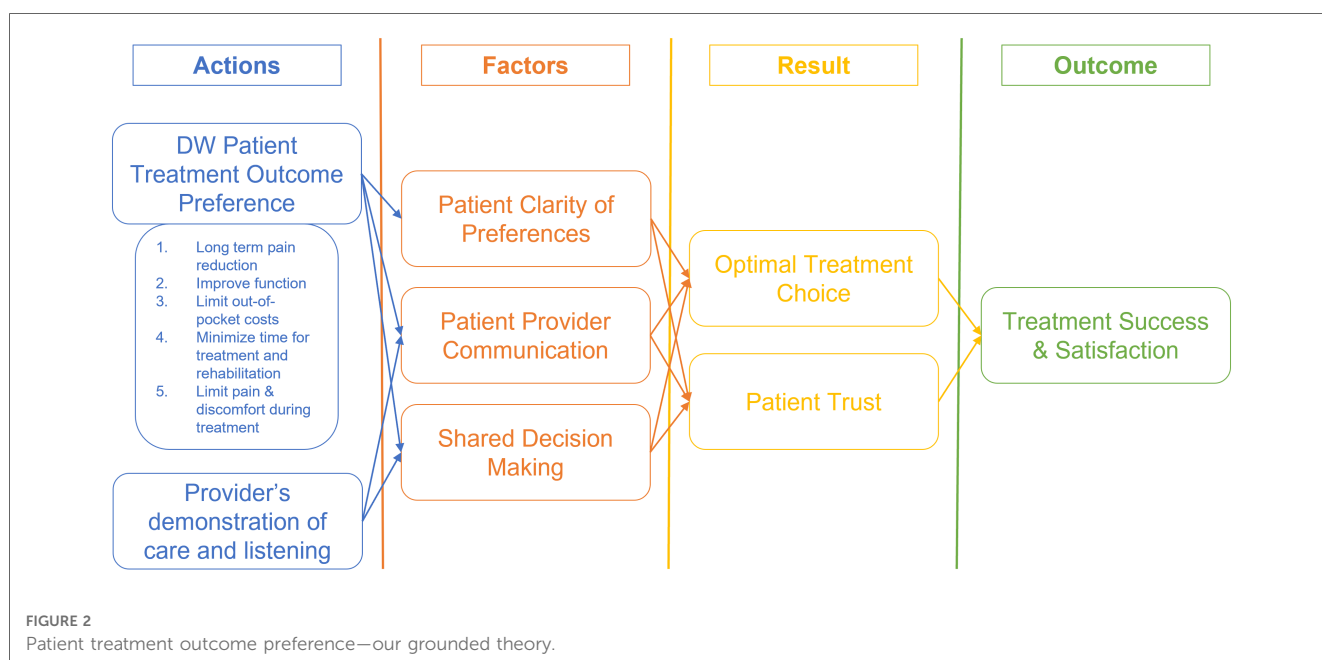 Actions
Factors
Result
Outcome
DW Patient
Treatment Outcome
Preference
1. Long term pain
reduction
2. Improve function
3. Limit out-of-
pocket costs
4. Minimize time for
treatment and
rehabilitation
5. Limit pain &
discomfort during
treatment
Provider's
demonstration of
care and listening
Patient Clarity of
Preferences
Patient Provider
Communication
Shared Decision
Making
Optimal Treatment
Choice
Patient Trust
Treatment Success
& Satisfaction
FIGURE 2
Patient treatment outcome preference—our grounded theory.